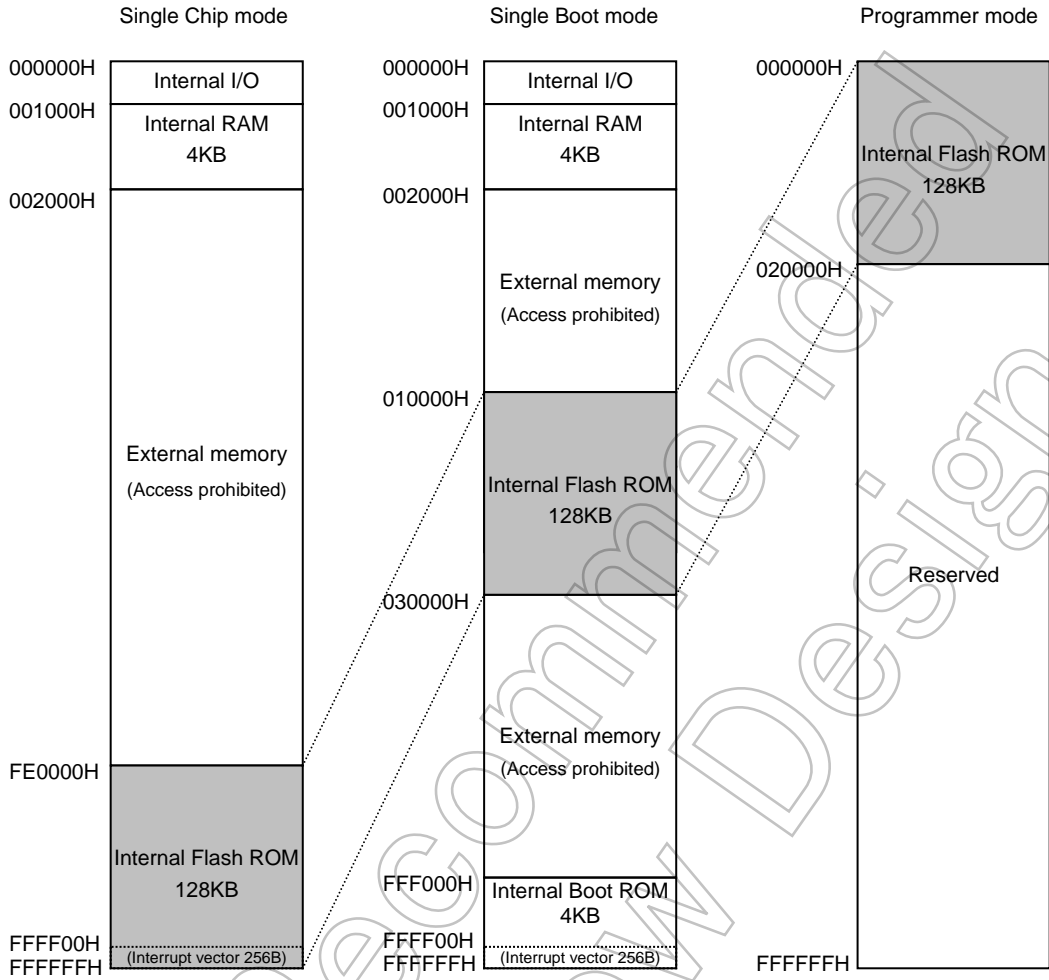 Single Chip mode
000000H
Internal I/O
001000H
Internal RAM
4KB
002000H
External memory
(Access prohibited)
FE0000H
Internal Flash ROM
128KB
FFFF00H
(Interrupt vector 256B)
FFFFFFH
Single Boot mode
000000H
Internal I/O
001000H
Internal RAM
4KB
002000H
External memory
(Access prohibited)
010000H
Internal Flash ROM
128KB
030000H
External memory
(Access prohibited)
FFF000H
Internal Boot ROM
4KB
FFFF00H
(Interrupt vector 256B)
FFFFFFH
Programmer mode
000000H
Internal Flash ROM
128KB
020000H
Reserved
FFFFFFH
ecommended
w Design